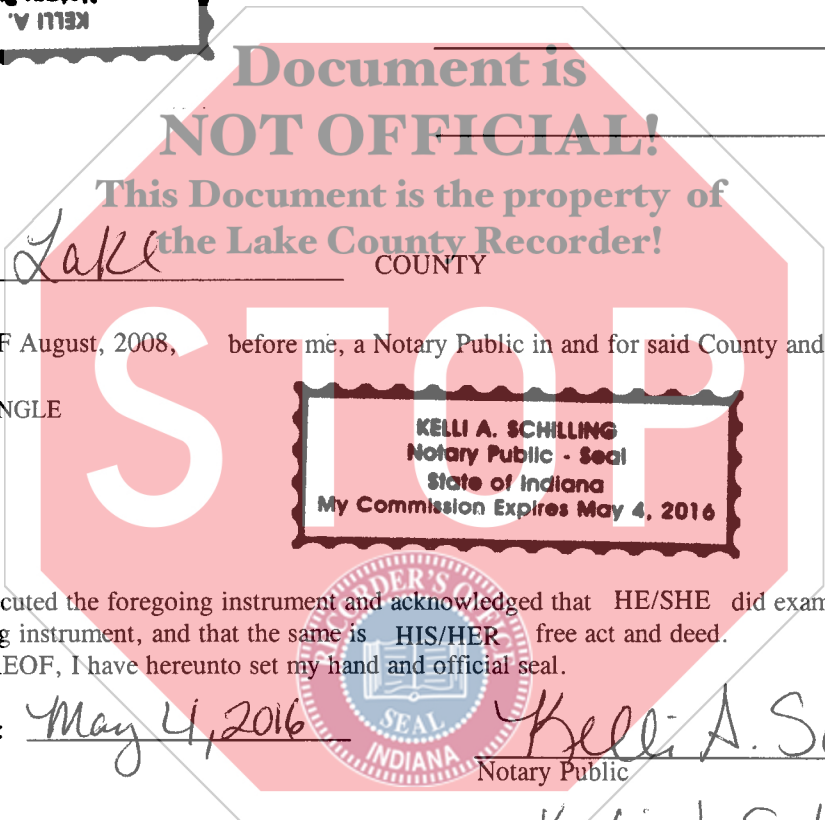 KELLI A.
Document is
NOT OFFICIAL!
This Document is the property of
the Lake County Recorder!
Lake COUNTY
F August, 2008, before me, a Notary Public in and for said County and
NGLE
STOP
KELLI A. SCHILLING
Notary Public - Seal
State of Indiana
My Commission Expires May 4, 2016
cuted the foregoing instrument and acknowledged that HE/SHE did exam
g instrument, and that the same is HIS/HER free act and deed.
EOF, I have hereunto set my hand and official seal.
RECORDER'S OFFICE
SEAL
INDIANA
: May 4, 2016 Kelli A. S
Notary Public